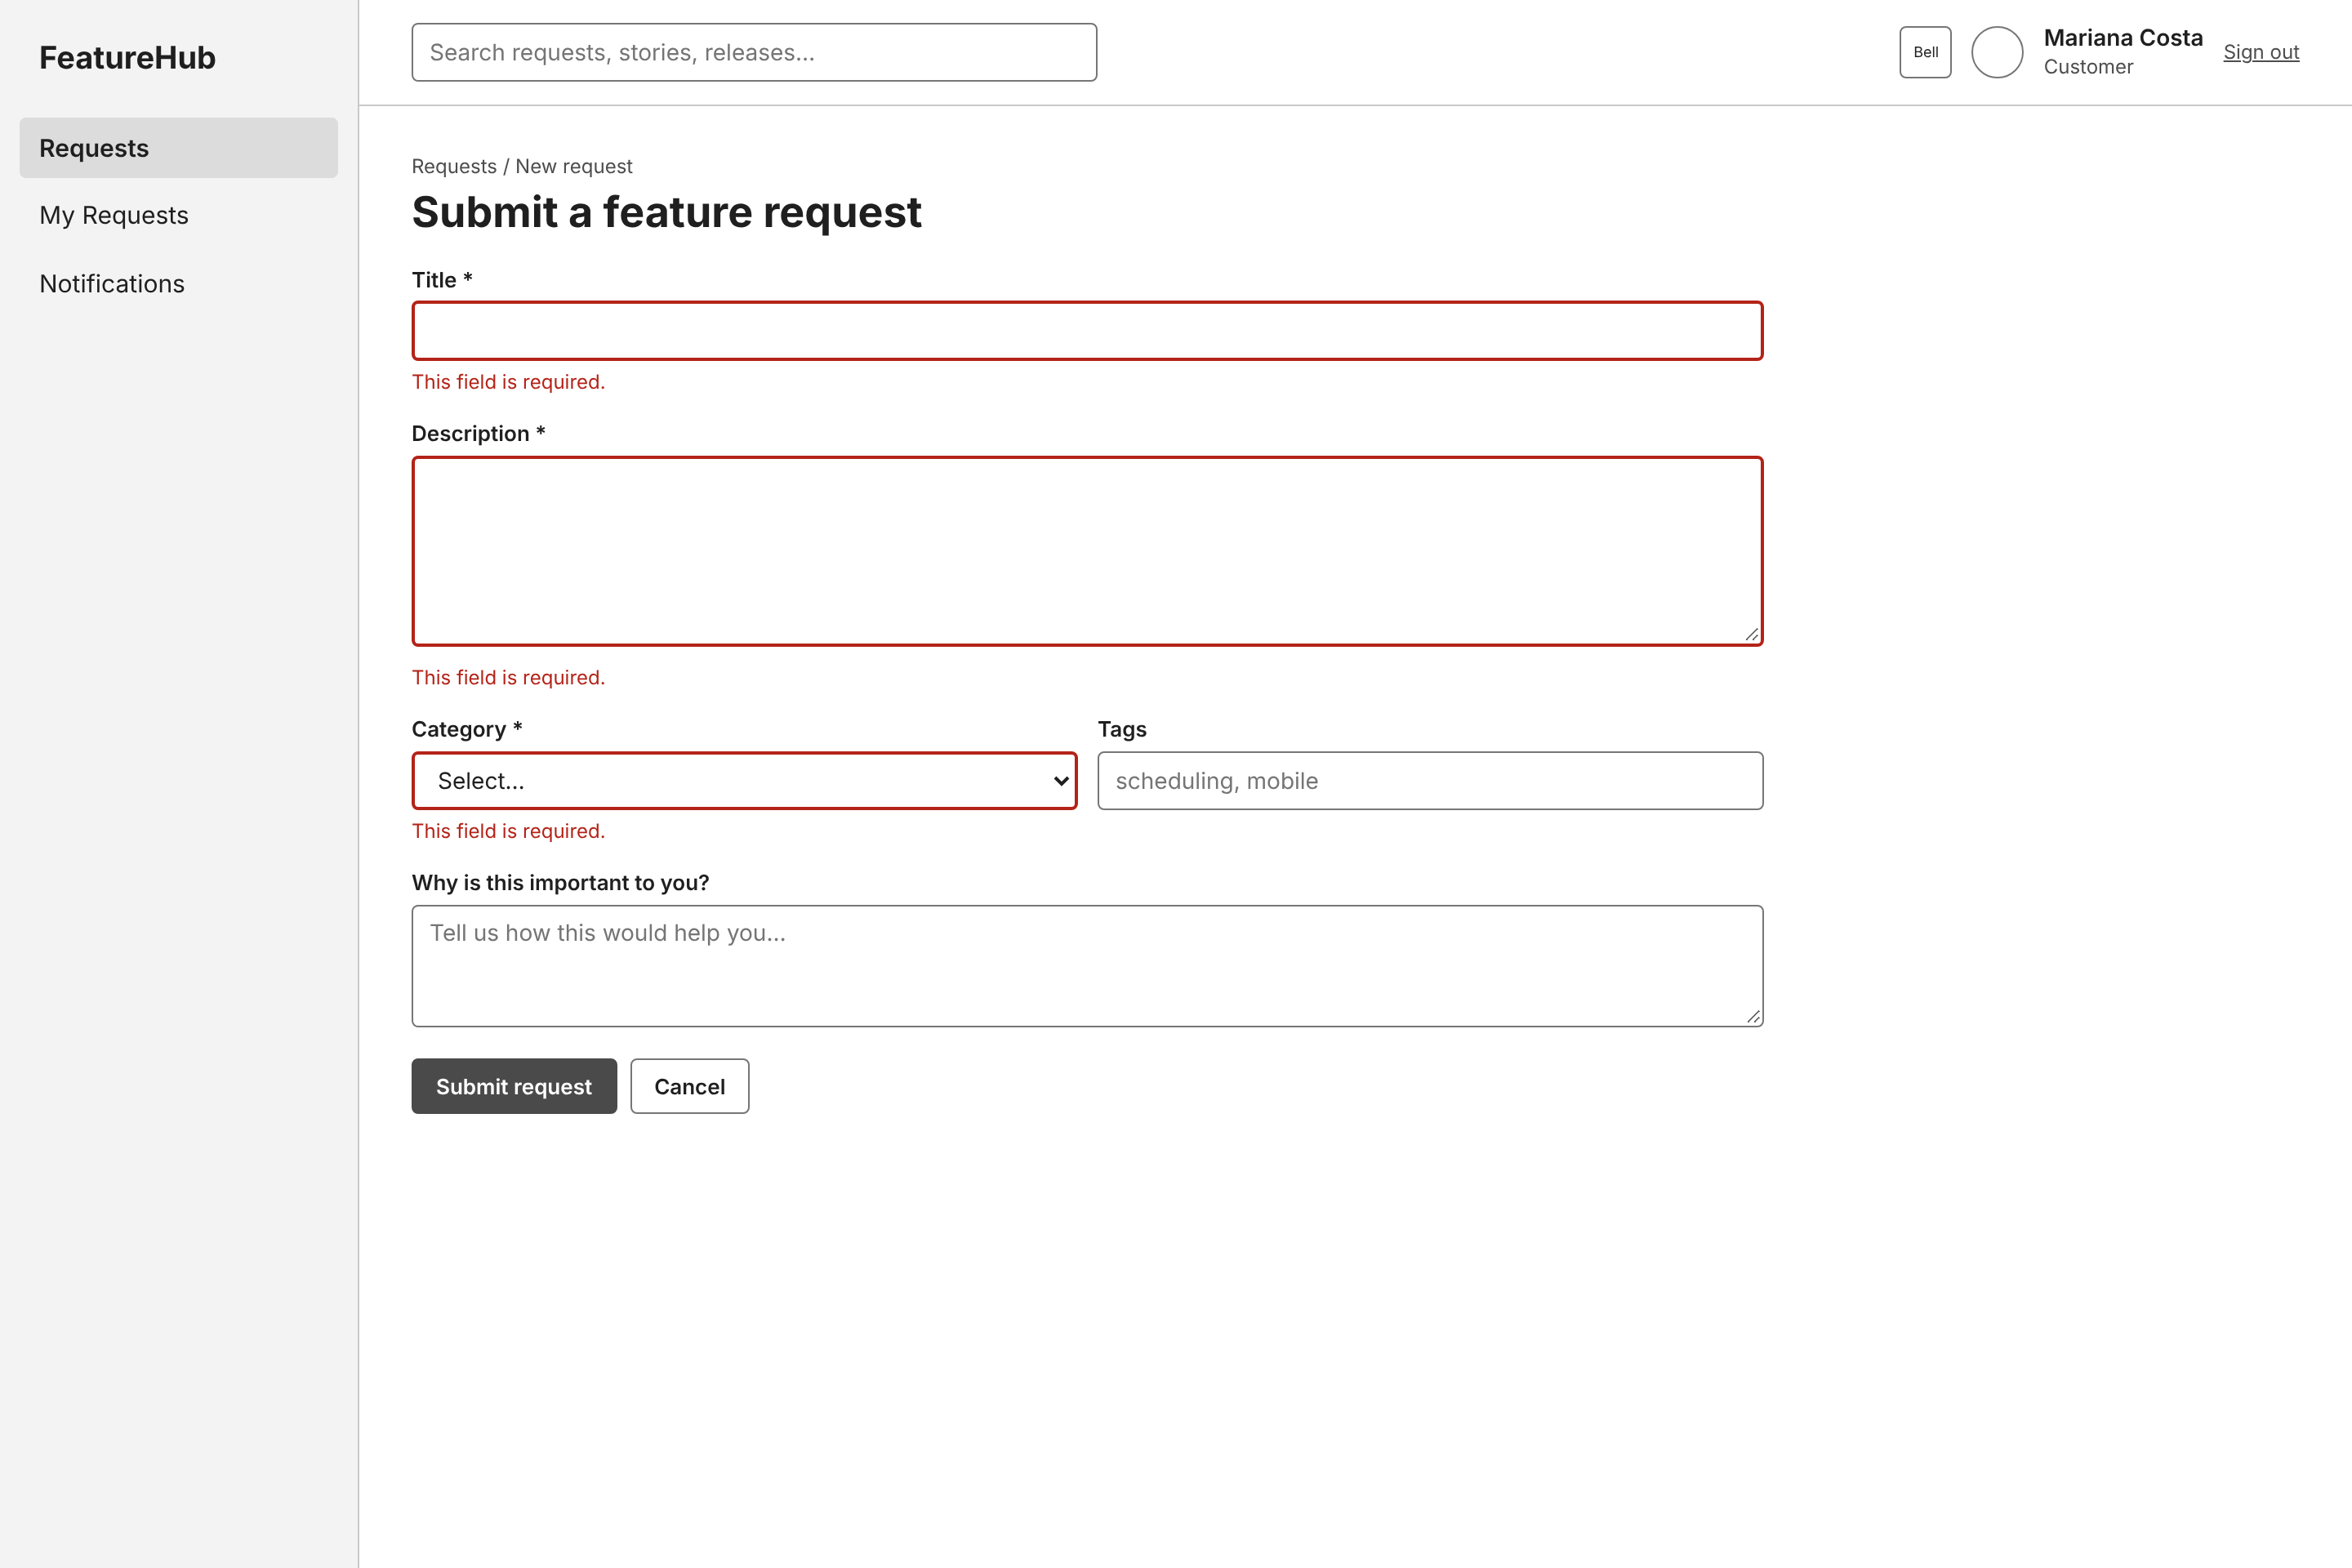 FeatureHub
Requests
My Requests
Notifications
Search requests, stories, releases...
Bell
Mariana Costa
Customer
Sign out
Requests / New request
Submit a feature request
Title *
This field is required.
Description *
This field is required.
Category *
Select...
This field is required.
Tags
scheduling, mobile
Why is this important to you?
Tell us how this would help you...
Submit request
Cancel